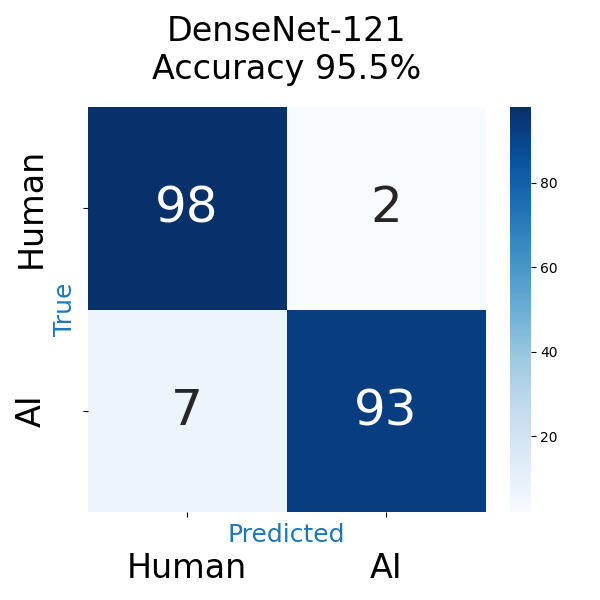 DenseNet-121
Accuracy 95.5%
Human
98
2
80
60
True
40
AI
7
93
20
Predicted
Human
AI